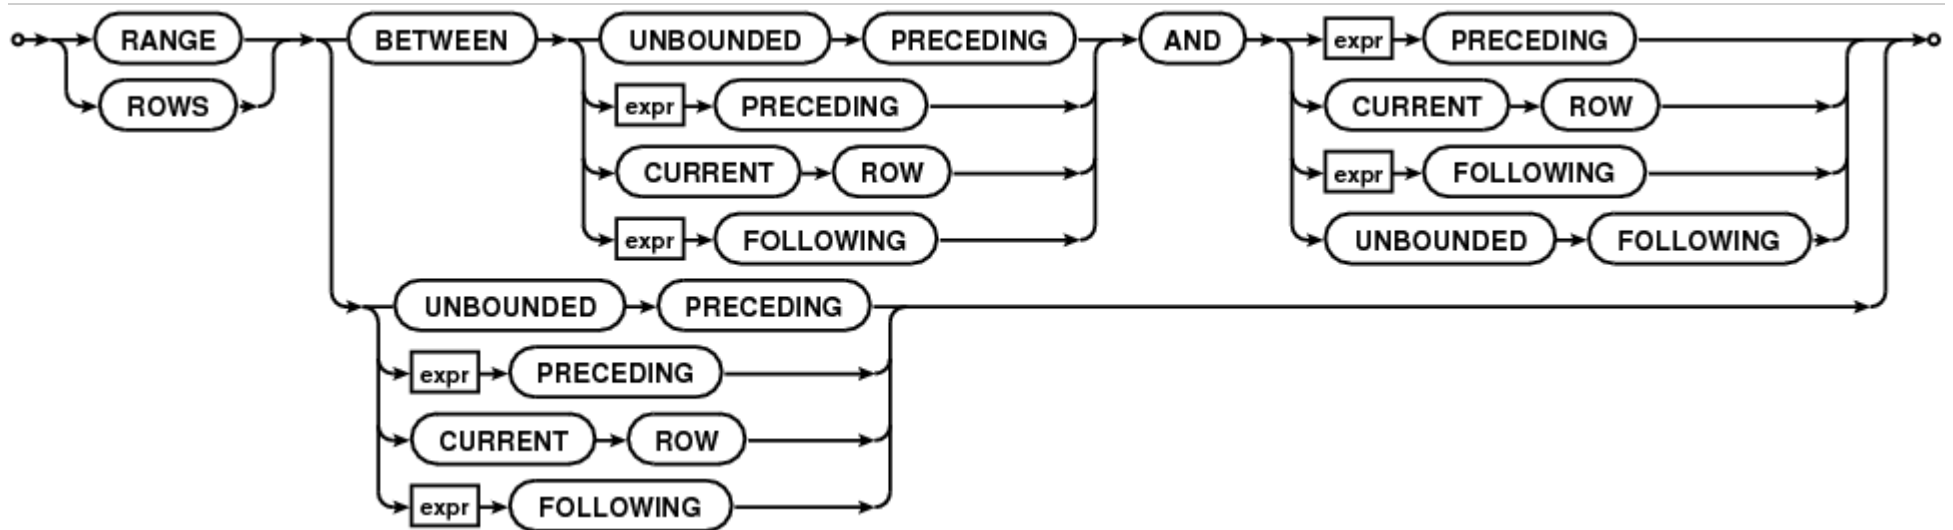 RANGE BETWEEN UNBOUNDED PRECEDING AND expr PRECEDING
ROWS expr PRECEDING CURRENT ROW
CURRENT ROW expr FOLLOWING
expr FOLLOWING UNBOUNDED FOLLOWING
UNBOUNDED PRECEDING
expr PRECEDING
CURRENT ROW
expr FOLLOWING